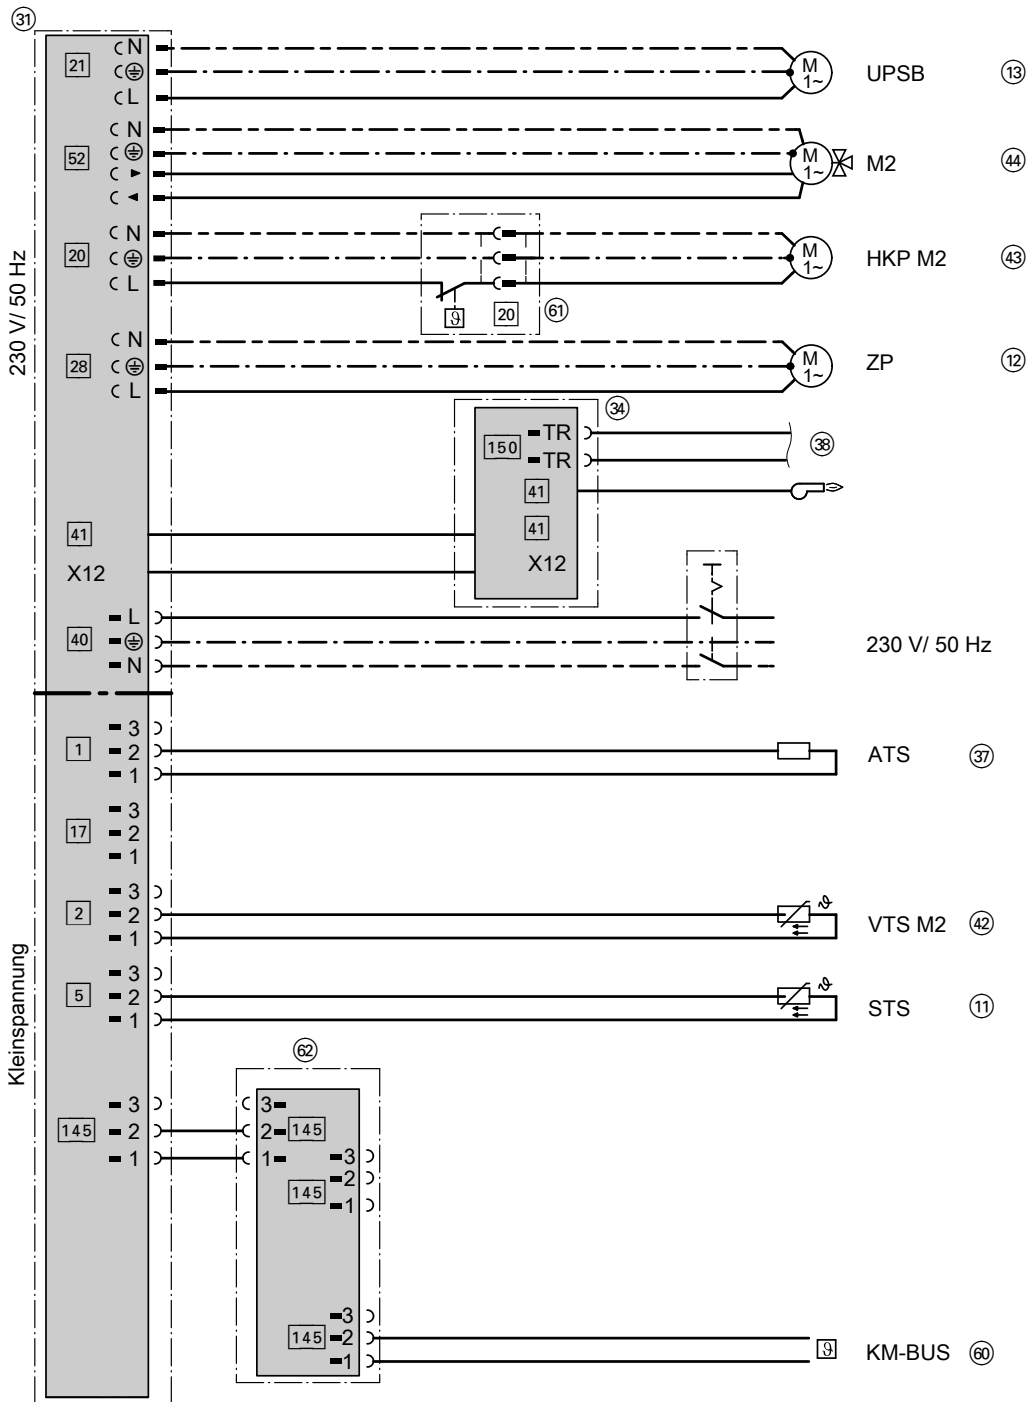 31
N
21
L
UPSB 13
N
52
M 1~
M2 44
230 V/ 50 Hz
N
20
L
M 1~
HKP M2 43
ϑ 20 61
N
28
L
M 1~
ZP 12
34
150 TR
TR
38
41
41
41
X12
X12
L
40
N
230 V/ 50 Hz
Kleinspannung
3
1 2
1
ATS 37
3
17 2
1
3
2 2
1
ϑ
VTS M2 42
3
5 2
1
ϑ
STS 11
62
3
145 2
1
3
2 145
1
3
145 2
1
3
145 2
1
ϑ KM-BUS 60
M 1~